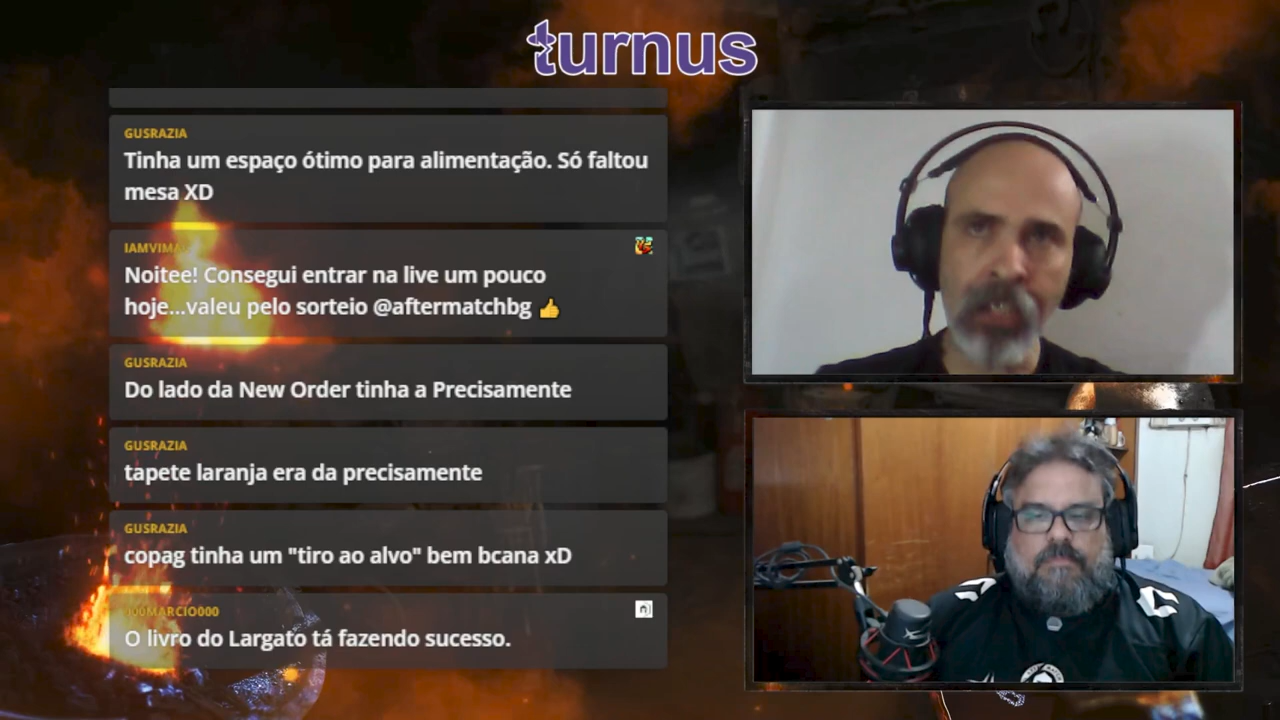 turnus
GUSRAZIA
Tinha um espaço ótimo para alimentação. Só faltou
mesa XD
IAMVIMA
Noitee! Consegui entrar na live um pouco
hoje...valeu pelo sorteio @aftermatchbg 👍
GUSRAZIA
Do lado da New Order tinha a Precisamente
GUSRAZIA
tapete laranja era da precisamente
GUSRAZIA
copag tinha um "tiro ao alvo" bem bcana xD
000MARCIO000
O livro do Largato tá fazendo sucesso.